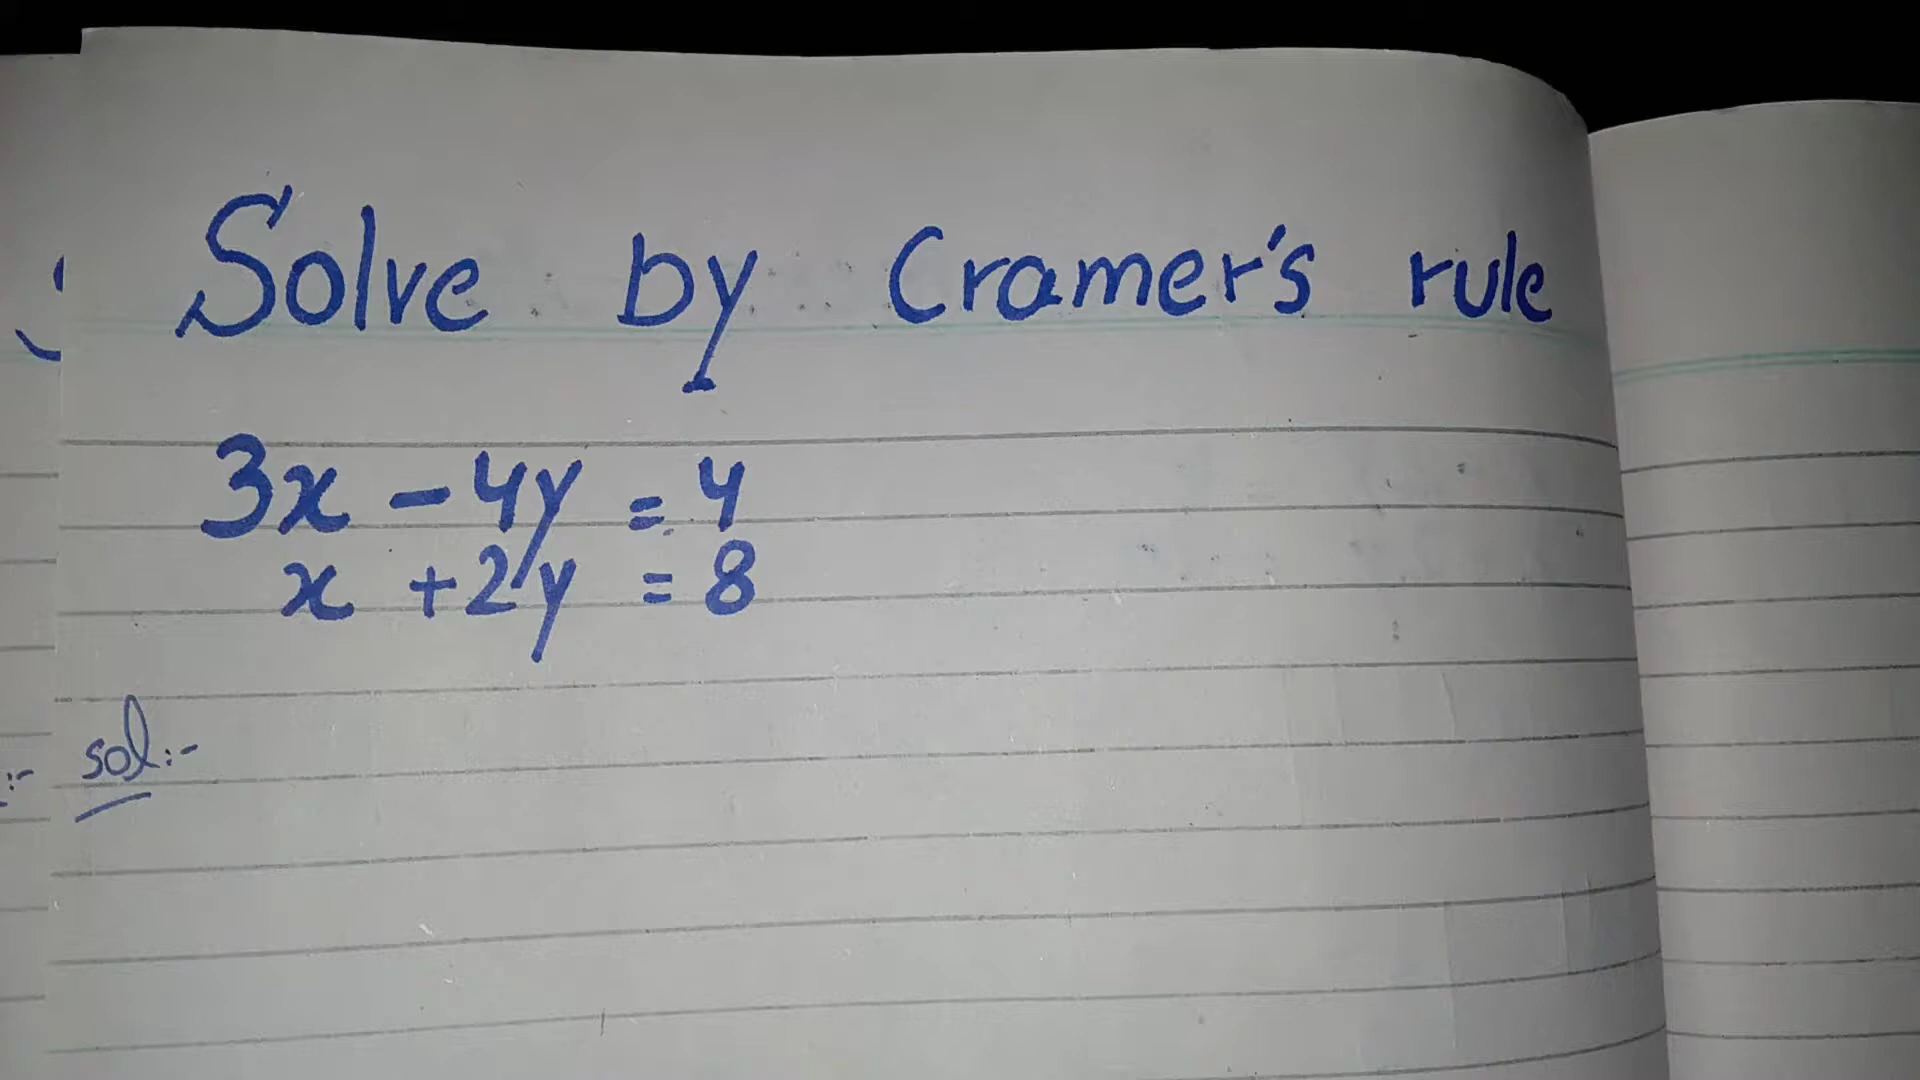 Solve by Cramer's rule
3x - 4y = 4
x + 2y = 8
sol:-